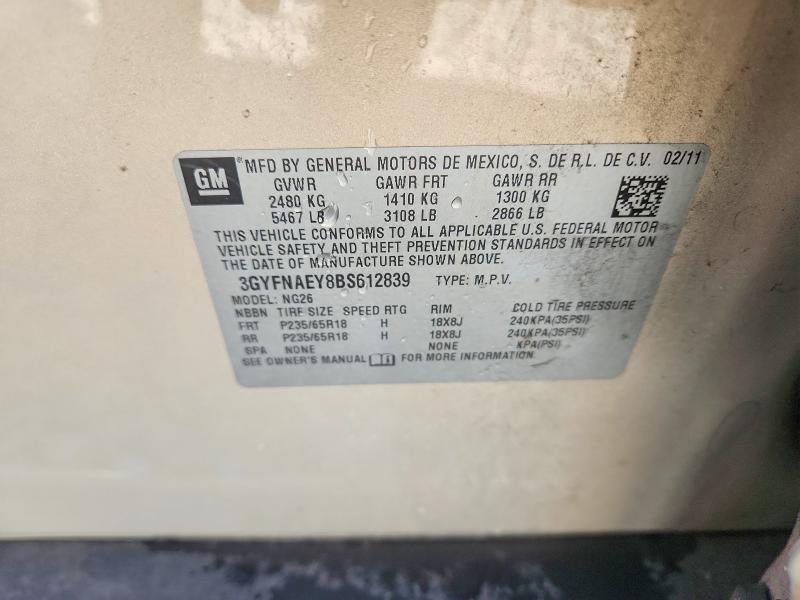 GM ® MFD BY GENERAL MOTORS DE MEXICO, S. DE R.L. DE C.V. 02/11
GVWR GAWR FRT GAWR RR
2480 KG 1410 KG 1300 KG
5467 LB 3108 LB 2866 LB
THIS VEHICLE CONFORMS TO ALL APPLICABLE U.S. FEDERAL MOTOR
VEHICLE SAFETY AND THEFT PREVENTION STANDARDS IN EFFECT ON
THE DATE OF MANUFACTURE SHOWN ABOVE.
3GYFNAEY8BS612839 TYPE: M.P.V.
MODEL: NG26
NBBN TIRE SIZE SPEED RTG RIM COLD TIRE PRESSURE
FRT P235/65R18 H 18X8J 240KPA(35PSI)
RR P235/65R18 H 18X8J 240KPA(35PSI)
SPA NONE NONE KPA(PSI)
SEE OWNER'S MANUAL FOR MORE INFORMATION